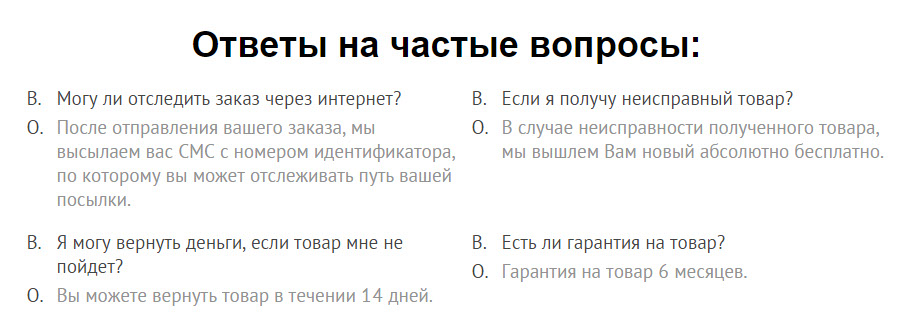 Ответы на частые вопросы:
В. Могу ли отследить заказ через интернет?
О. После отправления вашего заказа, мы
высылаем вас СМС с номером идентификатора,
по которому вы может отслеживать путь вашей
посылки.
В. Если я получу неисправный товар?
О. В случае неисправности полученного товара,
мы вышлем Вам новый абсолютно бесплатно.
В. Я могу вернуть деньги, если товар мне не
пойдет?
О. Вы можете вернуть товар в течении 14 дней.
В. Есть ли гарантия на товар?
О. Гарантия на товар 6 месяцев.